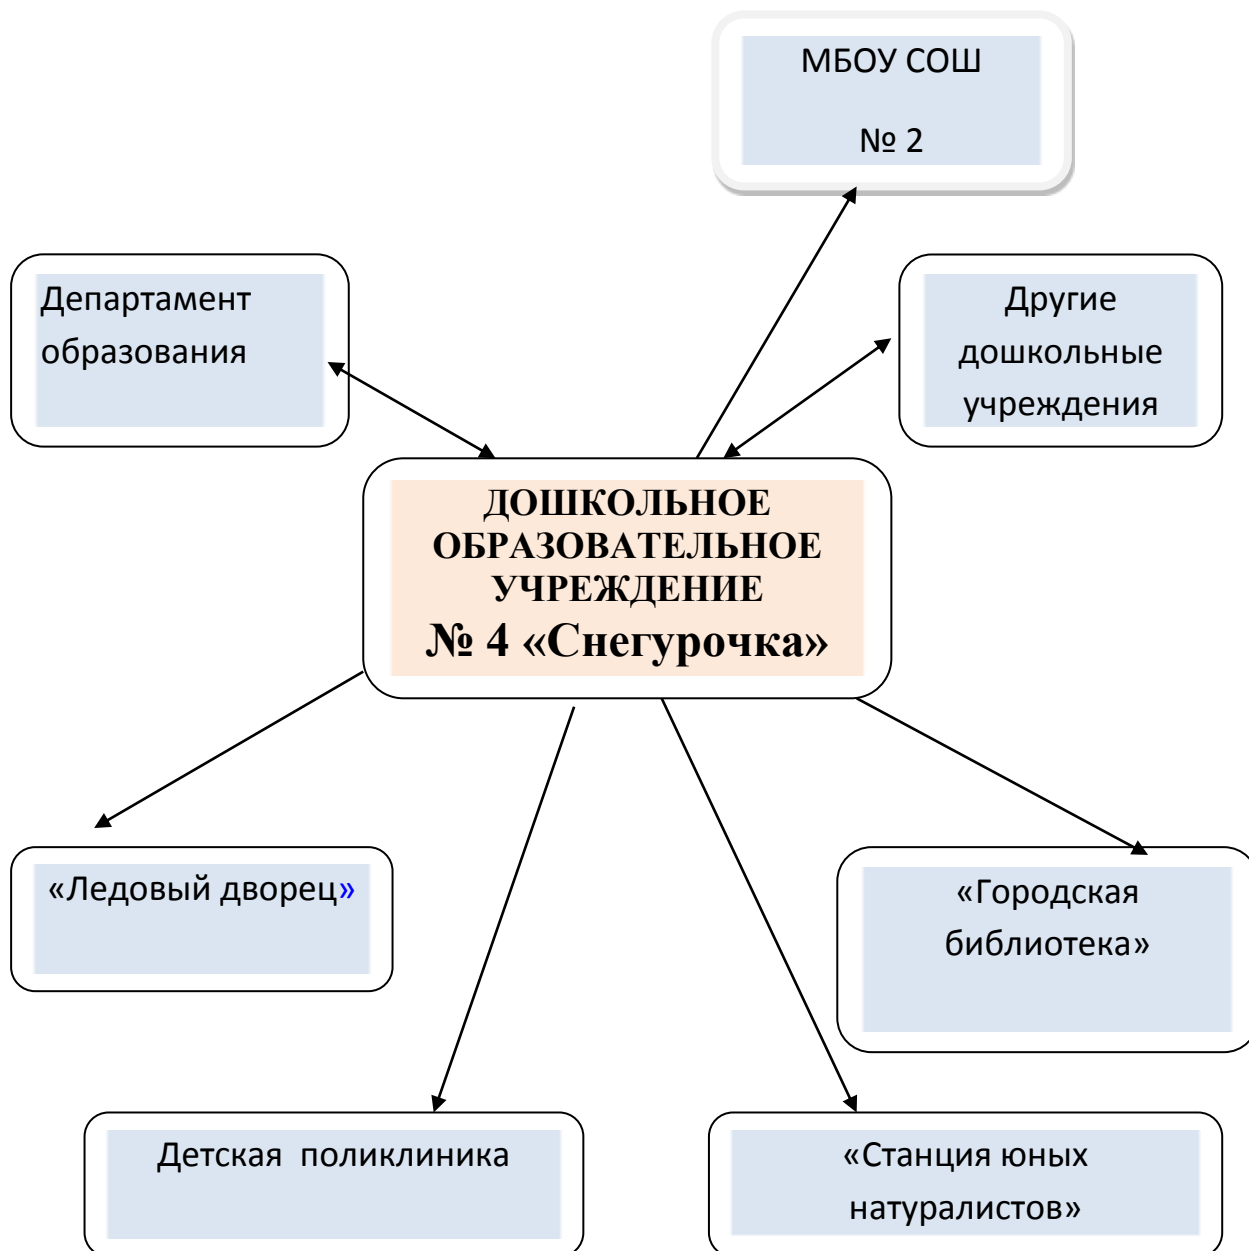 МБОУ СОШ
№ 2
Департамент
образования
Другие
дошкольные
учреждения
ДОШКОЛЬНОЕ
ОБРАЗОВАТЕЛЬНОЕ
УЧРЕЖДЕНИЕ
№ 4 «Снегурочка»
«Ледовый дворец»
«Городская
библиотека»
Детская поликлиника
«Станция юных
натуралистов»